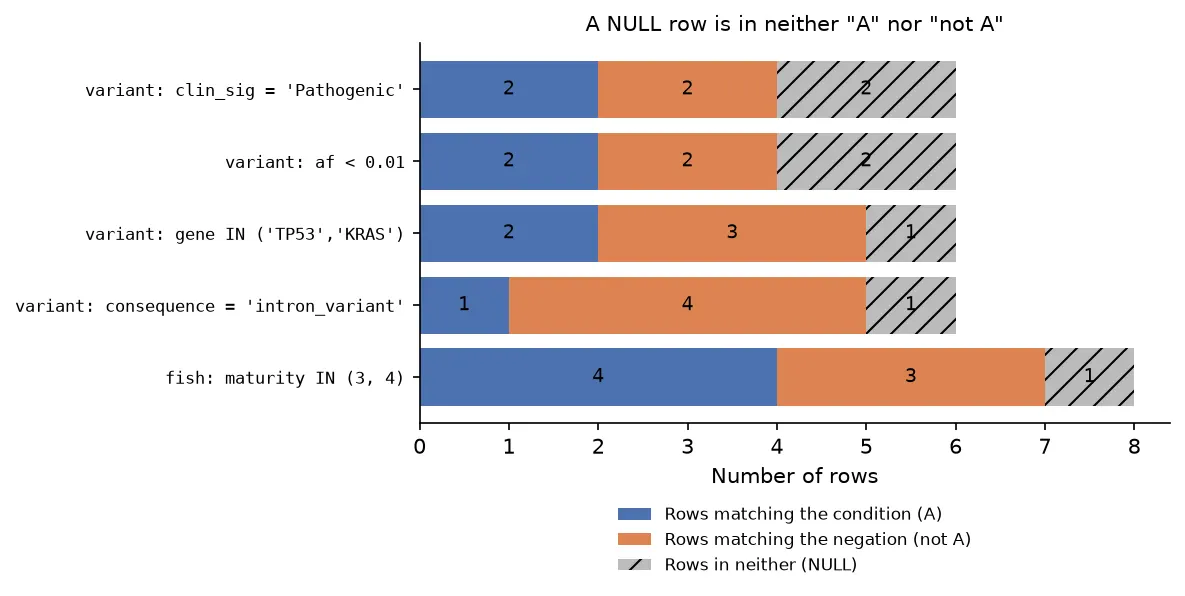 A NULL row is in neither "A" nor "not A"
variant: clin_sig = 'Pathogenic' 2 2 2
variant: af < 0.01 2 2 2
variant: gene IN ('TP53','KRAS') 2 3 1
variant: consequence = 'intron_variant' 1 4 1
fish: maturity IN (3, 4) 4 3 1
0 1 2 3 4 5 6 7 8
Number of rows
Rows matching the condition (A)
Rows matching the negation (not A)
Rows in neither (NULL)